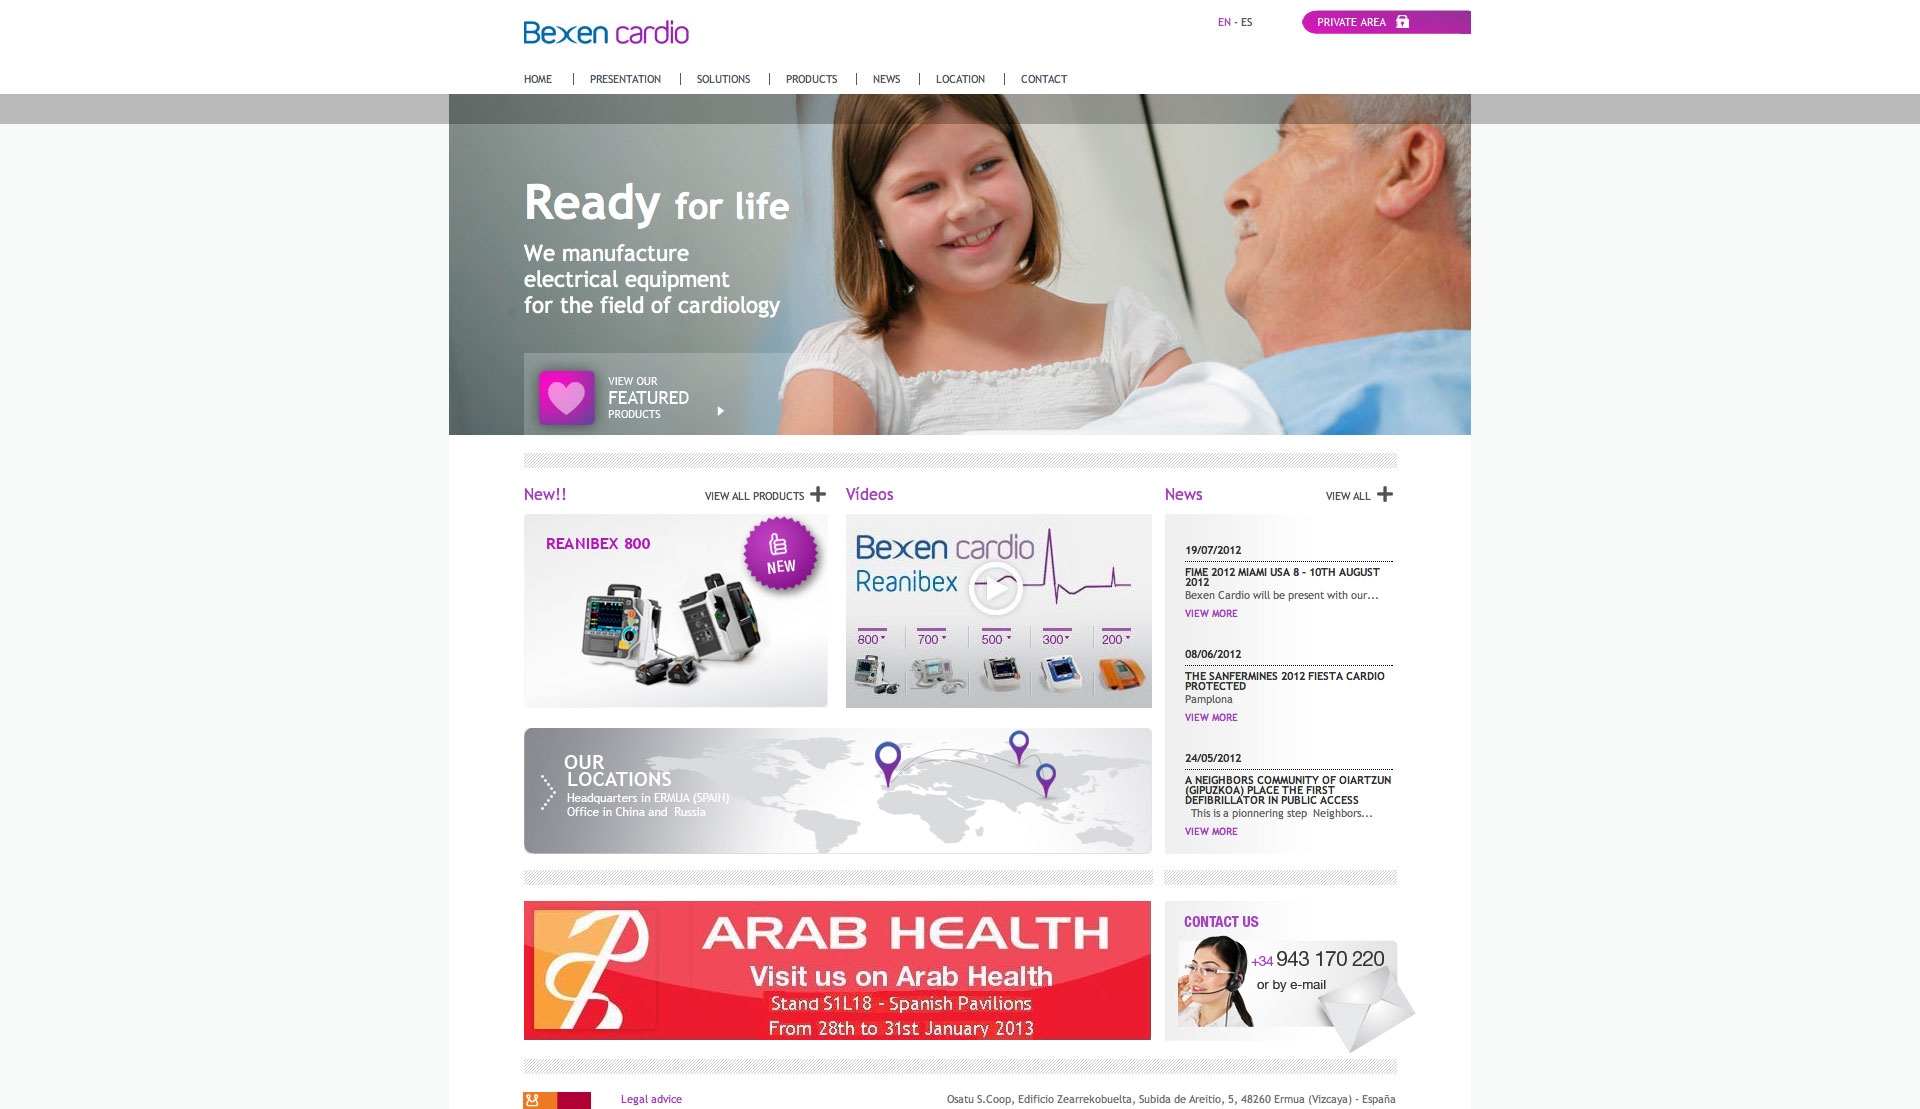 Bexen cardio
EN - ES
PRIVATE AREA
HOME
PRESENTATION
SOLUTIONS
PRODUCTS
NEWS
LOCATION
CONTACT
Ready for life
We manufacture
electrical equipment
for the field of cardiology
VIEW OUR
FEATURED
PRODUCTS
New!!
VIEW ALL PRODUCTS
REANIBEX 800
NEW
Vídeos
Bexen cardio
Reanibex
800
700
500
300
200
News
VIEW ALL
19/07/2012
FIME 2012 MIAMI USA 8 - 10TH AUGUST
2012
Bexen Cardio will be present with our...
VIEW MORE
08/06/2012
THE SANFERMINES 2012 FIESTA CARDIO
PROTECTED
Pamplona
VIEW MORE
24/05/2012
A NEIGHBORS COMMUNITY OF OIARTZUN
(GIPUZKOA) PLACE THE FIRST
DEFIBRILLATOR IN PUBLIC ACCESS
This is a pionnering step Neighbors...
VIEW MORE
OUR
LOCATIONS
Headquarters in ERMUA (SPAIN)
Office in China and Russia
ARAB HEALTH
Visit us on Arab Health
Stand S1L18 - Spanish Pavilions
From 28th to 31st January 2013
CONTACT US
+34 943 170 220
or by e-mail
Legal advice
Osatu S.Coop, Edificio Zearrekobuelta, Subida de Areitio, 5, 48260 Ermua (Vizcaya) - España